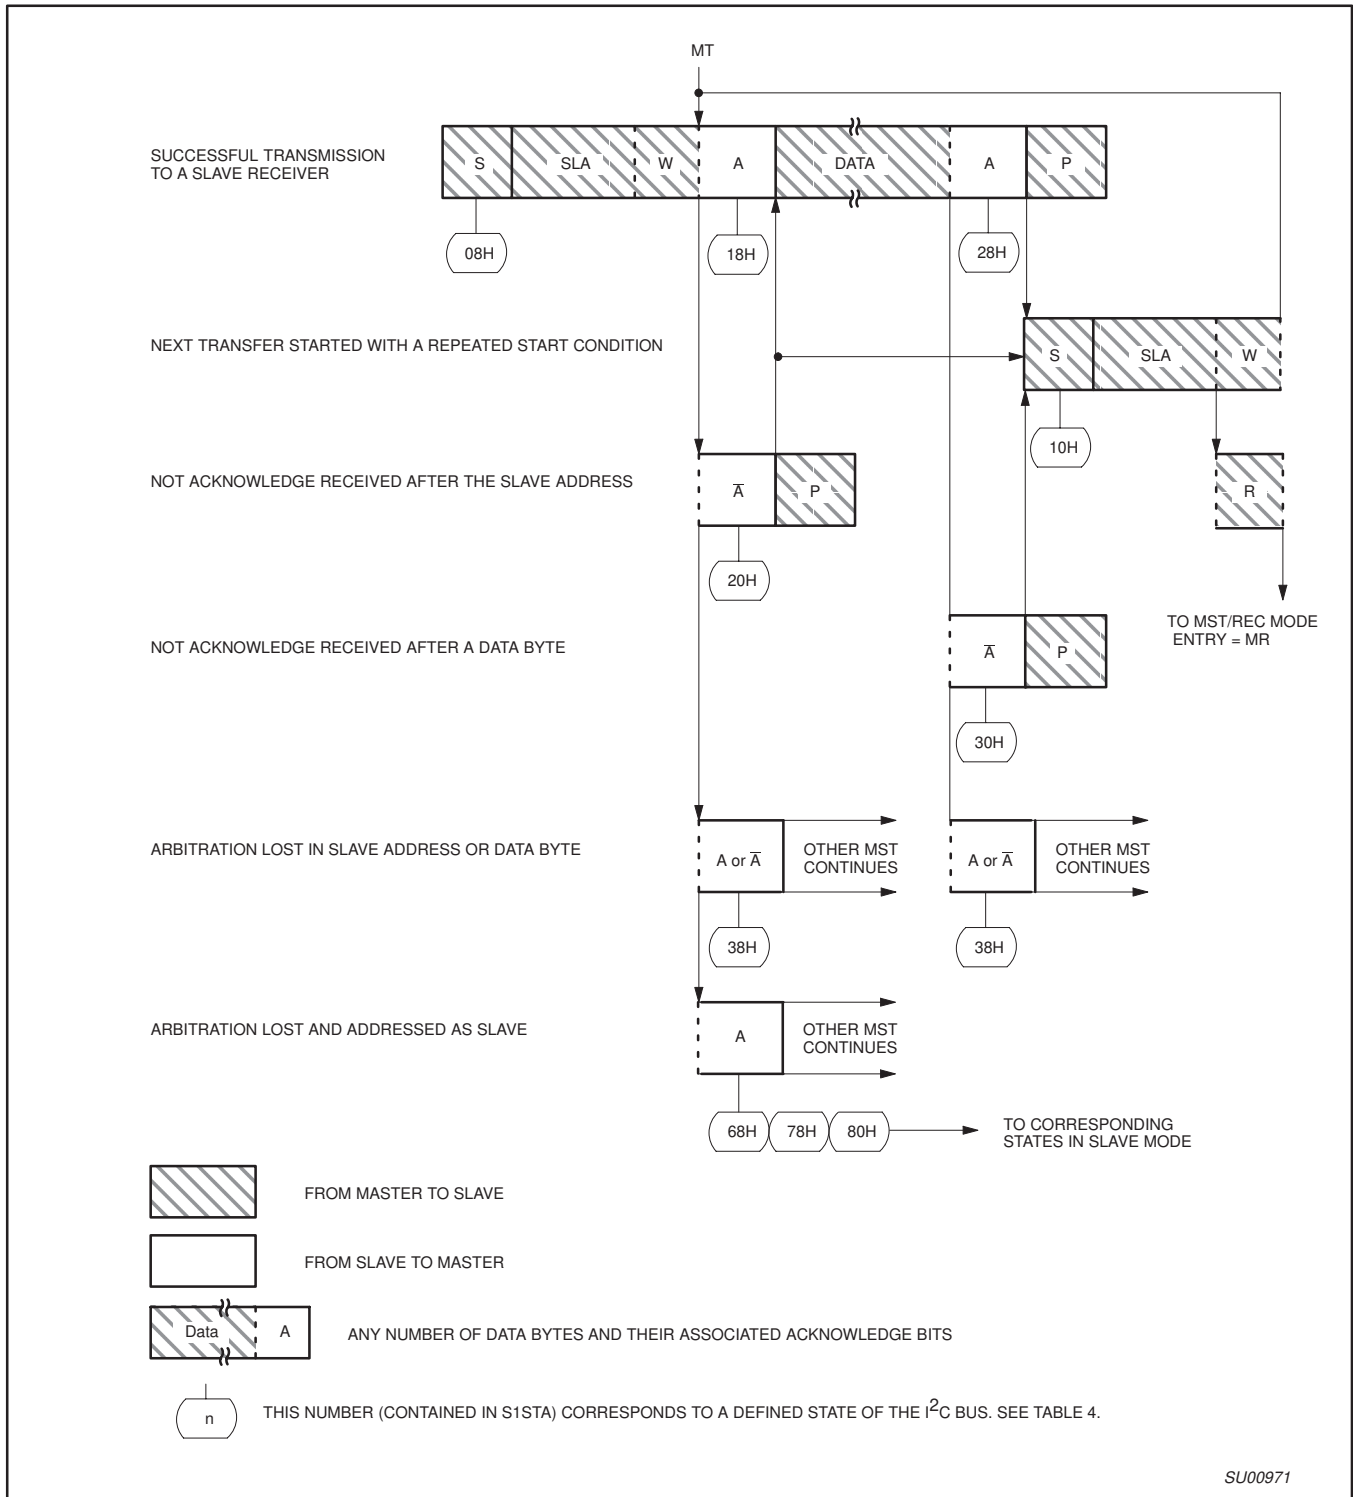 MT
SUCCESSFUL TRANSMISSION
TO A SLAVE RECEIVER
S SLA W A DATA A P
08H 18H 28H
NEXT TRANSFER STARTED WITH A REPEATED START CONDITION
S SLA W
10H
NOT ACKNOWLEDGE RECEIVED AFTER THE SLAVE ADDRESS
A̅ P
R
20H
TO MST/REC MODE
ENTRY = MR
NOT ACKNOWLEDGE RECEIVED AFTER A DATA BYTE
A̅ P
30H
ARBITRATION LOST IN SLAVE ADDRESS OR DATA BYTE
A or A̅
OTHER MST
CONTINUES
A or A̅
OTHER MST
CONTINUES
38H 38H
ARBITRATION LOST AND ADDRESSED AS SLAVE
A
OTHER MST
CONTINUES
68H 78H 80H
TO CORRESPONDING
STATES IN SLAVE MODE
FROM MASTER TO SLAVE
FROM SLAVE TO MASTER
Data A
ANY NUMBER OF DATA BYTES AND THEIR ASSOCIATED ACKNOWLEDGE BITS
n
THIS NUMBER (CONTAINED IN S1STA) CORRESPONDS TO A DEFINED STATE OF THE I²C BUS. SEE TABLE 4.
SU00971